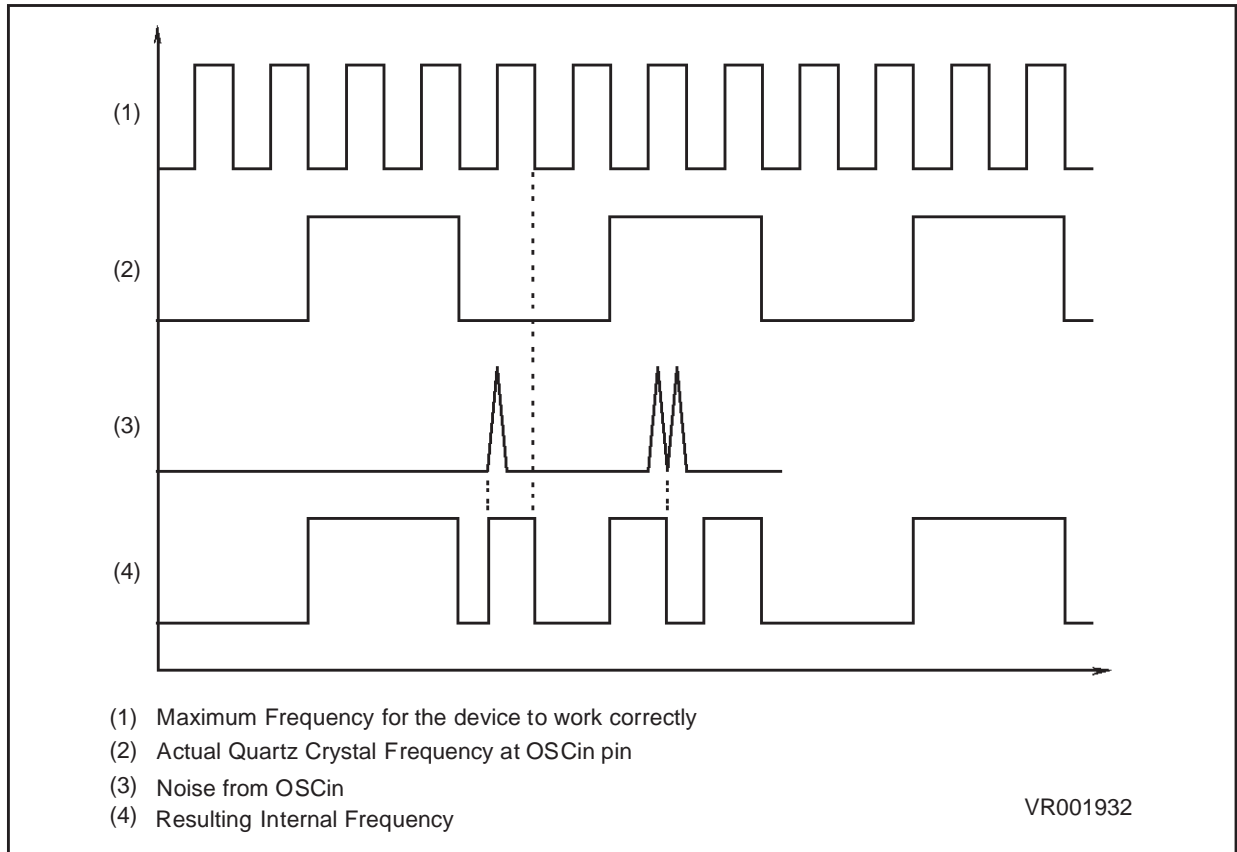 (1)
(2)
(3)
(4)
(1) Maximum Frequency for the device to work correctly
(2) Actual Quartz Crystal Frequency at OSCin pin
(3) Noise from OSCin
(4) Resulting Internal Frequency
VR001932